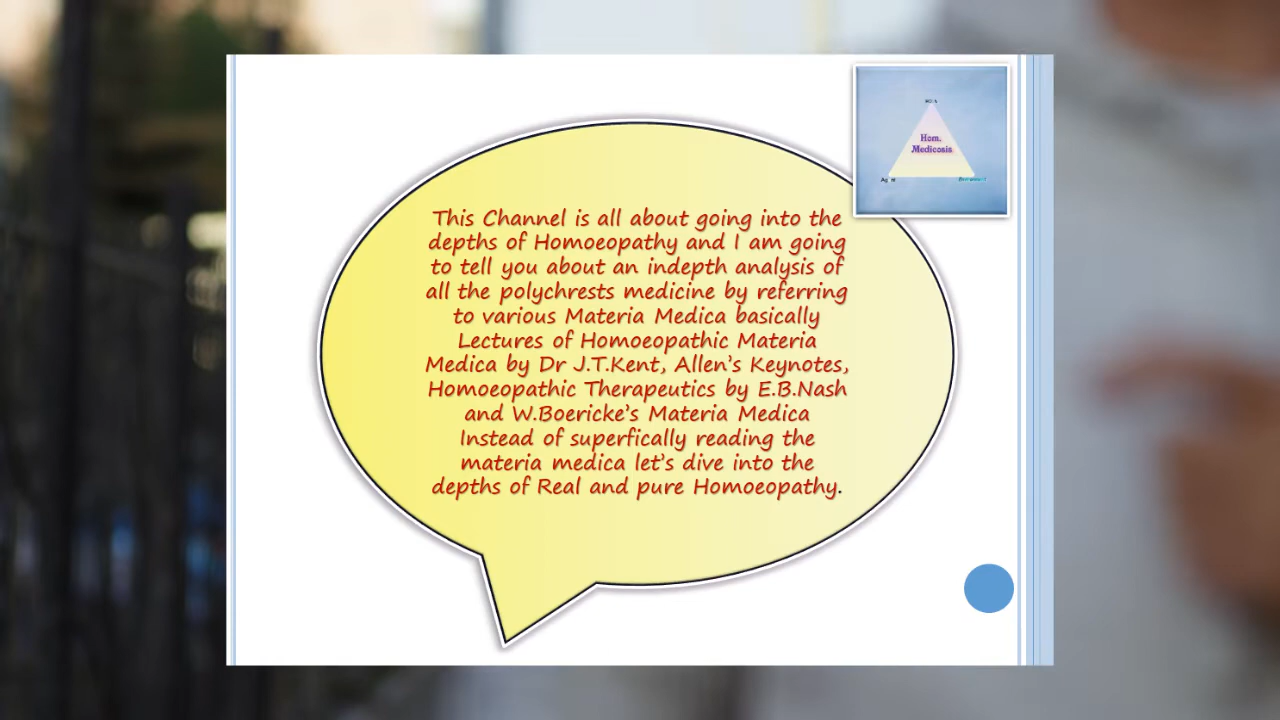 Hom.
Medicosis
This Channel is all about going into the
depths of Homoeopathy and I am going
to tell you about an indepth analysis of
all the polychrests medicine by referring
to various Materia Medica basically
Lectures of Homoeopathic Materia
Medica by Dr J.T.Kent, Allen's Keynotes,
Homoeopathic Therapeutics by E.B.Nash
and W.Boericke's Materia Medica
Instead of superfically reading the
materia medica let's dive into the
depths of Real and pure Homoeopathy.